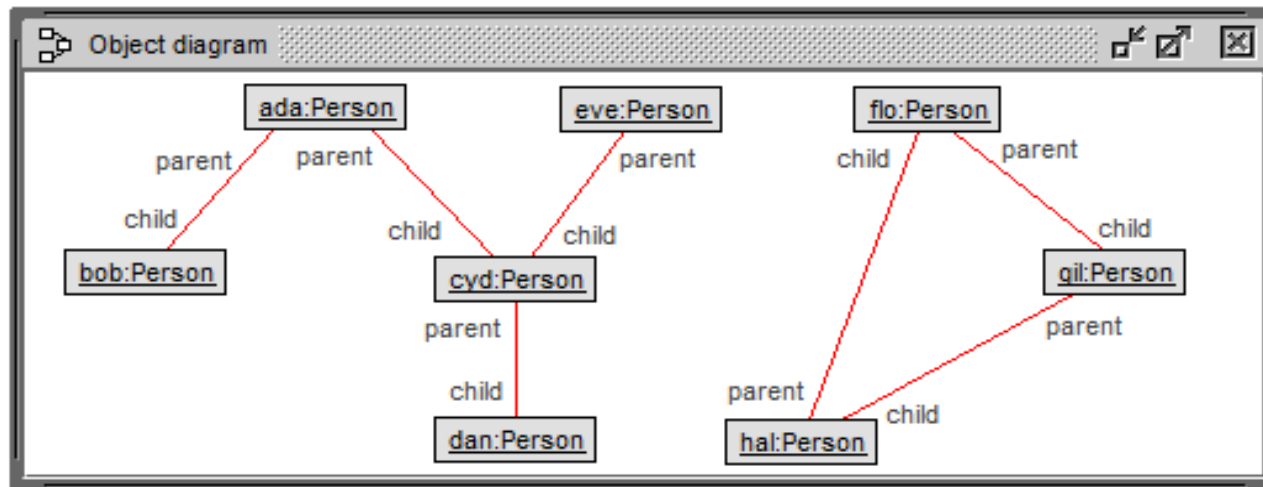 Object diagram
ada:Person
eve:Person
flo:Person
parent
parent
parent
child
parent
child
child
child
child
bob:Person
cyd:Person
gil:Person
parent
parent
child
parent
child
dan:Person
hal:Person